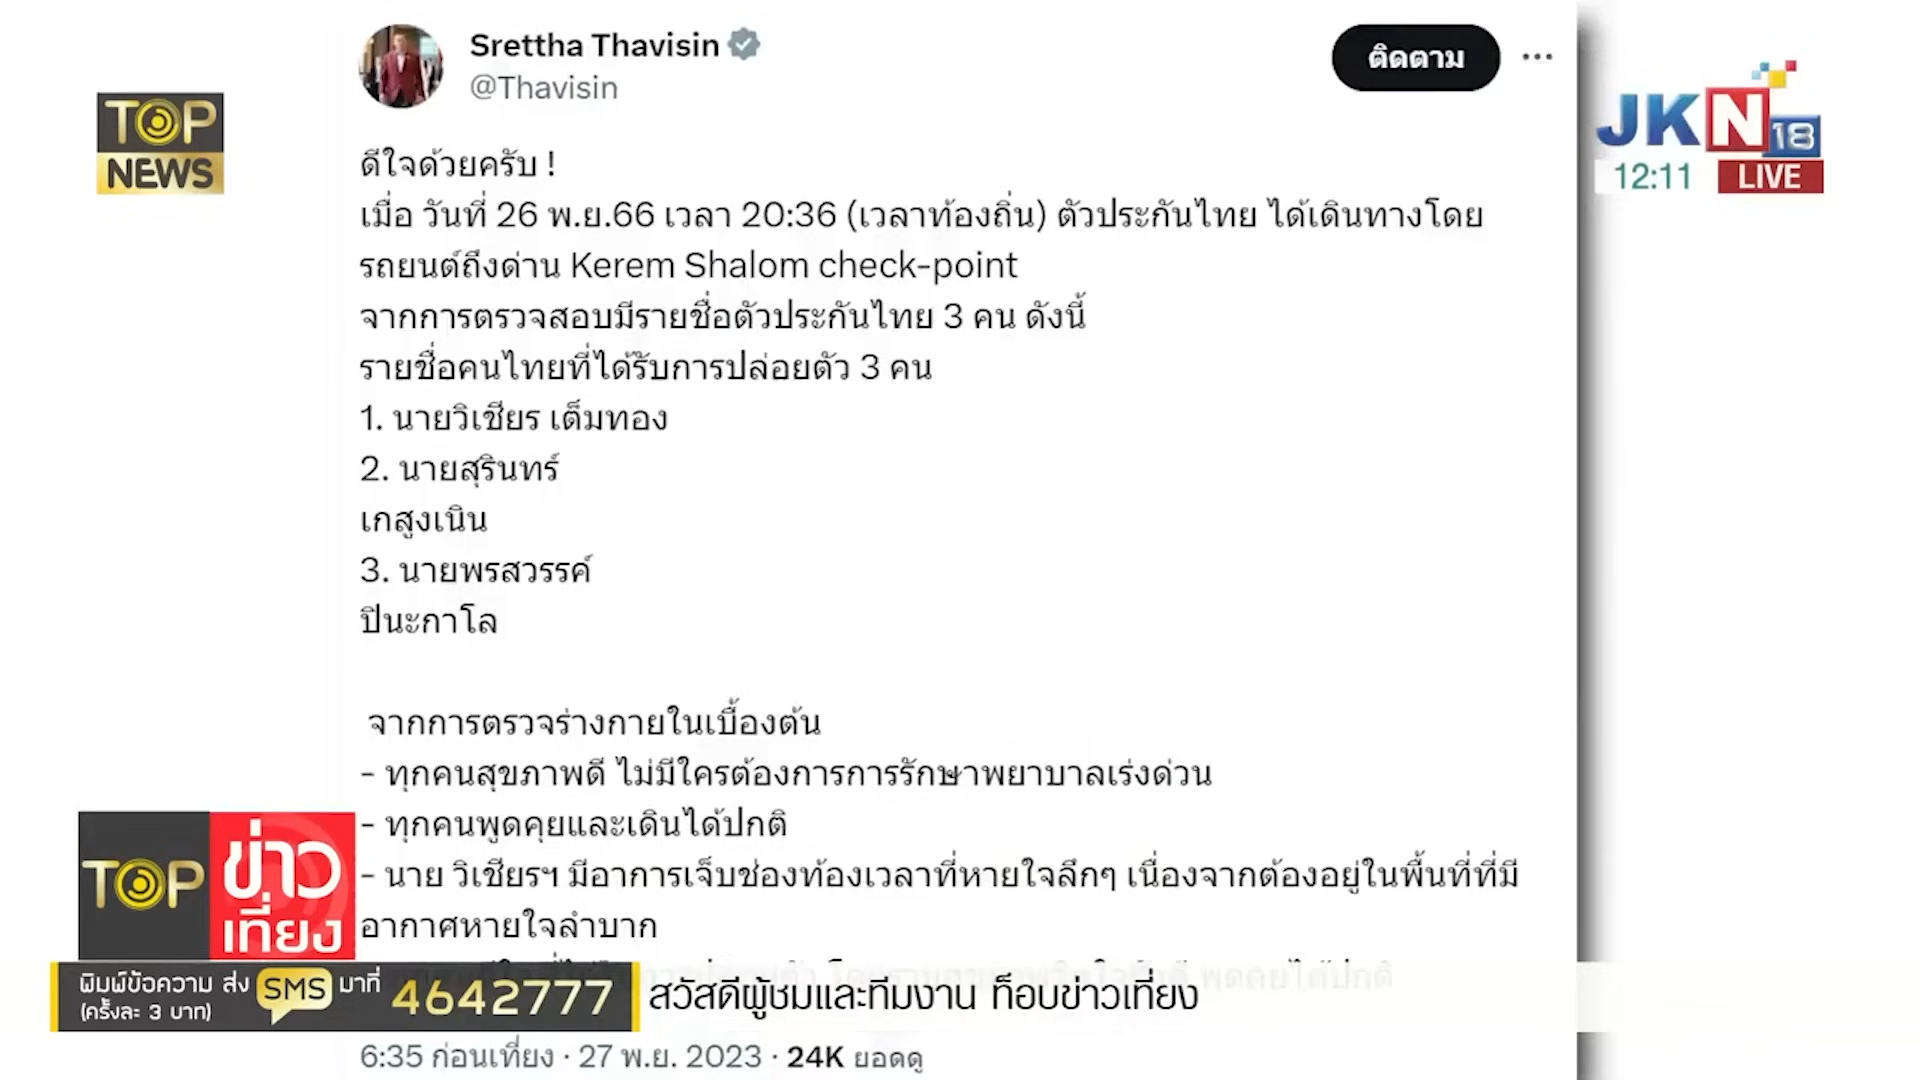 Srettha Thavisin
@Thavisin
ติดตาม
TOP
NEWS
JKN18
12:11 LIVE
ดีใจด้วยครับ !
เมื่อ วันที่ 26 พ.ย.66 เวลา 20:36 (เวลาท้องถิ่น) ตัวประกันไทย ได้เดินทางโดย
รถยนต์ถึงด่าน Kerem Shalom check-point
จากการตรวจสอบมีรายชื่อตัวประกันไทย 3 คน ดังนี้
รายชื่อคนไทยที่ได้รับการปล่อยตัว 3 คน
1. นายวิเชียร เต็มทอง
2. นายสุรินทร์
เกสูงเนิน
3. นายพรสวรรค์
ปินะกาโล
จากการตรวจร่างกายในเบื้องต้น
- ทุกคนสุขภาพดี ไม่มีใครต้องการการรักษาพยาบาลเร่งด่วน
- ทุกคนพูดคุยและเดินได้ปกติ
- นาย วิเชียรฯ มีอาการเจ็บช่องท้องเวลาที่หายใจลึกๆ เนื่องจากต้องอยู่ในพื้นที่ที่มี
อากาศหายใจลำบาก
TOP ข่าว
เที่ยง
พิมพ์ข้อความ ส่ง SMS มาที่ 4642777
(ครั้งละ 3 บาท)
สวัสดีผู้ชมและทีมงาน ท็อปข่าวเที่ยง
6:35 ก่อนเที่ยง · 27 พ.ย. 2023 · 24K ยอดดู